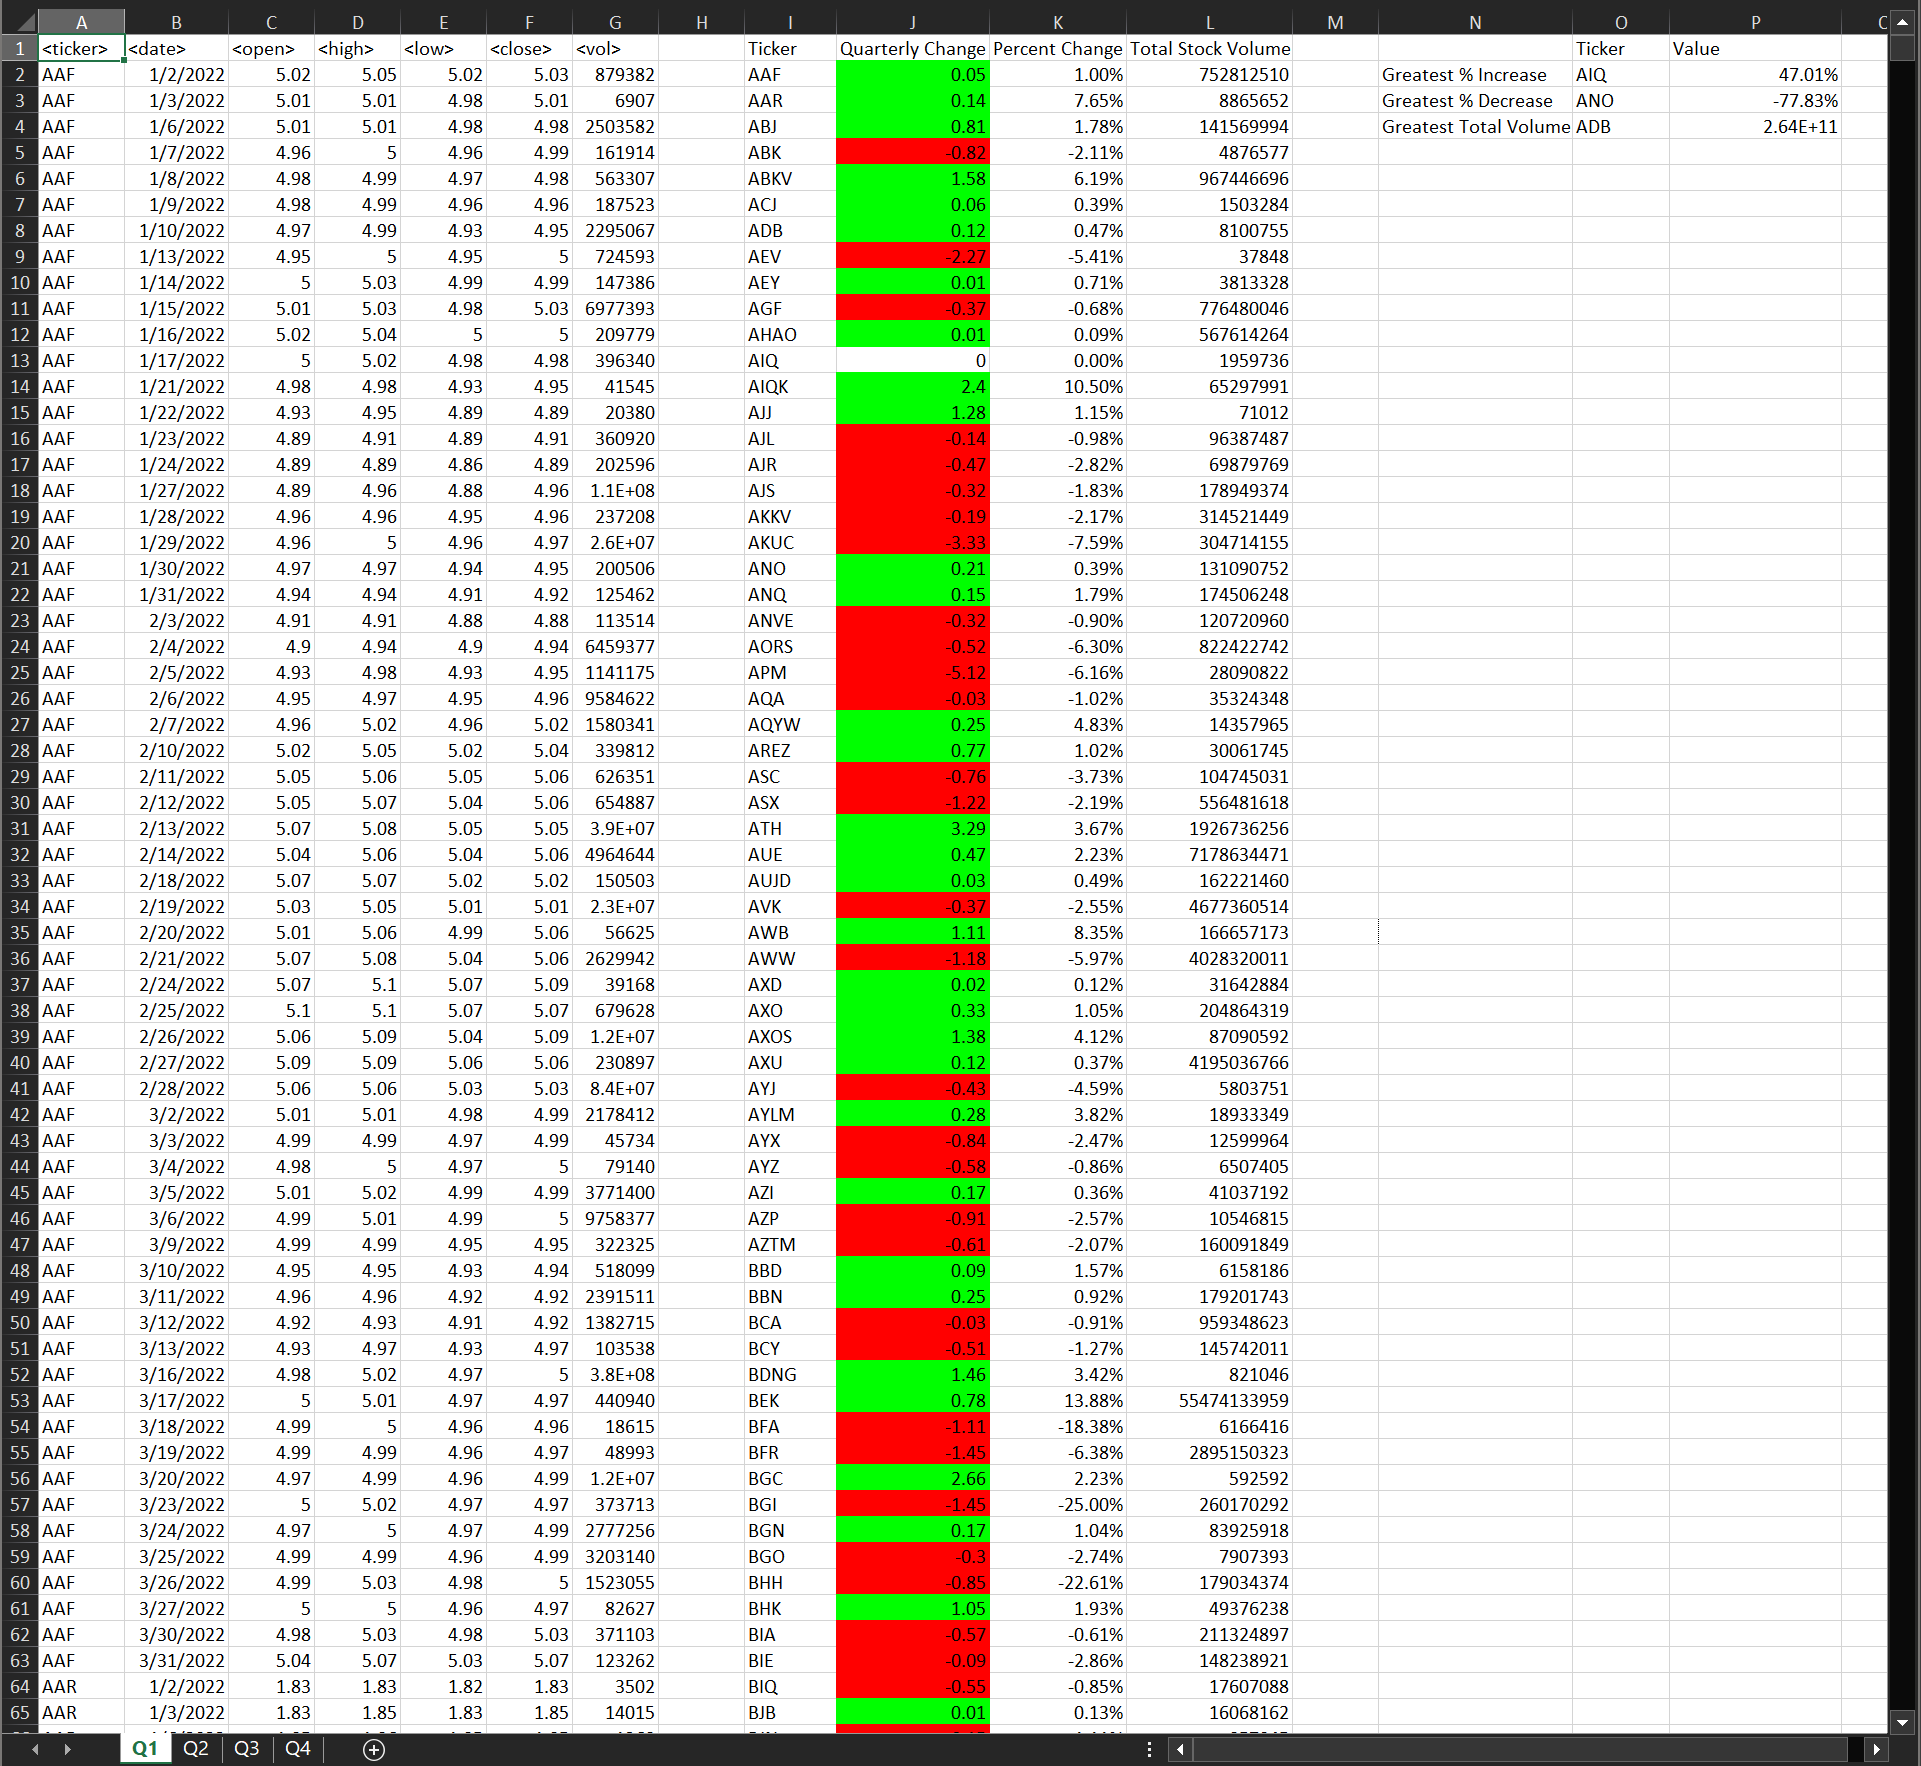 A B C D E F G H I J K L M N O P
1 <ticker> <date> <open> <high> <low> <close> <vol> Ticker Quarterly Change Percent Change Total Stock Volume Ticker Value
2 AAF 1/2/2022 5.02 5.05 5.02 5.03 879382 AAF 0.05 1.00% 752812510 Greatest % Increase AIQ 47.01%
3 AAF 1/3/2022 5.01 5.01 4.98 5.01 6907 AAR 0.14 7.65% 8865652 Greatest % Decrease ANO -77.83%
4 AAF 1/6/2022 5.01 5.01 4.98 4.98 2503582 ABJ 0.81 1.78% 141569994 Greatest Total Volume ADB 2.64E+11
5 AAF 1/7/2022 4.96 5 4.96 4.99 161914 ABK -0.82 -2.11% 4876577
6 AAF 1/8/2022 4.98 4.99 4.97 4.98 563307 ABKV 1.58 6.19% 967446696
7 AAF 1/9/2022 4.98 4.99 4.96 4.96 187523 ACJ 0.06 0.39% 1503284
8 AAF 1/10/2022 4.97 4.99 4.93 4.95 2295067 ADB 0.12 0.47% 8100755
9 AAF 1/13/2022 4.95 5 4.95 5 724593 AEV -2.27 -5.41% 37848
10 AAF 1/14/2022 5 5.03 4.99 4.99 147386 AEY 0.01 0.71% 3813328
11 AAF 1/15/2022 5.01 5.03 4.98 5.03 6977393 AGF -0.37 -0.68% 776480046
12 AAF 1/16/2022 5.02 5.04 5 5 209779 AHAO 0.01 0.09% 567614264
13 AAF 1/17/2022 5 5.02 4.98 4.98 396340 AIQ 0 0.00% 1959736
14 AAF 1/21/2022 4.98 4.98 4.93 4.95 41545 AIQK 2.4 10.50% 65297991
15 AAF 1/22/2022 4.93 4.95 4.89 4.89 20380 AJJ 1.28 1.15% 71012
16 AAF 1/23/2022 4.89 4.91 4.89 4.91 360920 AJL -0.14 -0.98% 96387487
17 AAF 1/24/2022 4.89 4.89 4.86 4.89 202596 AJR -0.47 -2.82% 69879769
18 AAF 1/27/2022 4.89 4.96 4.88 4.96 1.1E+08 AJS -0.32 -1.83% 178949374
19 AAF 1/28/2022 4.96 4.96 4.95 4.96 237208 AKKV -0.19 -2.17% 314521449
20 AAF 1/29/2022 4.96 5 4.96 4.97 2.6E+07 AKUC -3.33 -7.59% 304714155
21 AAF 1/30/2022 4.97 4.97 4.94 4.95 200506 ANO 0.21 0.39% 131090752
22 AAF 1/31/2022 4.94 4.94 4.91 4.92 125462 ANQ 0.15 1.79% 174506248
23 AAF 2/3/2022 4.91 4.91 4.88 4.88 113514 ANVE -0.32 -0.90% 120720960
24 AAF 2/4/2022 4.9 4.94 4.9 4.94 6459377 AORS -0.52 -6.30% 822422742
25 AAF 2/5/2022 4.93 4.98 4.93 4.95 1141175 APM -5.12 -6.16% 28090822
26 AAF 2/6/2022 4.95 4.97 4.95 4.96 9584622 AQA -0.03 -1.02% 35324348
27 AAF 2/7/2022 4.96 5.02 4.96 5.02 1580341 AQYW 0.25 4.83% 14357965
28 AAF 2/10/2022 5.02 5.05 5.02 5.04 339812 AREZ 0.77 1.02% 30061745
29 AAF 2/11/2022 5.05 5.06 5.05 5.06 626351 ASC -0.76 -3.73% 104745031
30 AAF 2/12/2022 5.05 5.07 5.04 5.06 654887 ASX -1.22 -2.19% 556481618
31 AAF 2/13/2022 5.07 5.08 5.05 5.05 3.9E+07 ATH 3.29 3.67% 1926736256
32 AAF 2/14/2022 5.04 5.06 5.04 5.06 4964644 AUE 0.47 2.23% 7178634471
33 AAF 2/18/2022 5.07 5.07 5.02 5.02 150503 AUJD 0.03 0.49% 162221460
34 AAF 2/19/2022 5.03 5.05 5.01 5.01 2.3E+07 AVK -0.37 -2.55% 4677360514
35 AAF 2/20/2022 5.01 5.06 4.99 5.06 56625 AWB 1.11 8.35% 166657173
36 AAF 2/21/2022 5.07 5.08 5.04 5.06 2629942 AWW -1.18 -5.97% 4028320011
37 AAF 2/24/2022 5.07 5.1 5.07 5.09 39168 AXD 0.02 0.12% 31642884
38 AAF 2/25/2022 5.1 5.1 5.07 5.07 679628 AXO 0.33 1.05% 204864319
39 AAF 2/26/2022 5.06 5.09 5.04 5.09 1.2E+07 AXOS 1.38 4.12% 87090592
40 AAF 2/27/2022 5.09 5.09 5.06 5.06 230897 AXU 0.12 0.37% 4195036766
41 AAF 2/28/2022 5.06 5.06 5.03 5.03 8.4E+07 AYJ -0.43 -4.59% 5803751
42 AAF 3/2/2022 5.01 5.01 4.98 4.99 2178412 AYLM 0.28 3.82% 18933349
43 AAF 3/3/2022 4.99 4.99 4.97 4.99 45734 AYX -0.84 -2.47% 12599964
44 AAF 3/4/2022 4.98 5 4.97 5 79140 AYZ -0.58 -0.86% 6507405
45 AAF 3/5/2022 5.01 5.02 4.99 4.99 3771400 AZI 0.17 0.36% 41037192
46 AAF 3/6/2022 4.99 5.01 4.99 5 9758377 AZP -0.91 -2.57% 10546815
47 AAF 3/9/2022 4.99 4.99 4.95 4.95 322325 AZTM -0.61 -2.07% 160091849
48 AAF 3/10/2022 4.95 4.95 4.93 4.94 518099 BBD 0.09 1.57% 6158186
49 AAF 3/11/2022 4.96 4.96 4.92 4.92 2391511 BBN 0.25 0.92% 179201743
50 AAF 3/12/2022 4.92 4.93 4.91 4.92 1382715 BCA -0.03 -0.91% 959348623
51 AAF 3/13/2022 4.93 4.97 4.93 4.97 103538 BCY -0.51 -1.27% 145742011
52 AAF 3/16/2022 4.98 5.02 4.97 5 3.8E+08 BDNG 1.46 3.42% 821046
53 AAF 3/17/2022 5 5.01 4.97 4.97 440940 BEK 0.78 13.88% 55474133959
54 AAF 3/18/2022 4.99 5 4.96 4.96 18615 BFA -1.11 -18.38% 6166416
55 AAF 3/19/2022 4.99 4.99 4.96 4.97 48993 BFR -1.45 -6.38% 2895150323
56 AAF 3/20/2022 4.97 4.99 4.96 4.99 1.2E+07 BGC 2.66 2.23% 592592
57 AAF 3/23/2022 5 5.02 4.97 4.97 373713 BGI -1.45 -25.00% 260170292
58 AAF 3/24/2022 4.97 5 4.97 4.99 2777256 BGN 0.17 1.04% 83925918
59 AAF 3/25/2022 4.99 4.99 4.96 4.99 3203140 BGO -0.3 -2.74% 7907393
60 AAF 3/26/2022 4.99 5.03 4.98 5 1523055 BHH -0.85 -22.61% 179034374
61 AAF 3/27/2022 5 5 4.96 4.97 82627 BHK 1.05 1.93% 49376238
62 AAF 3/30/2022 4.98 5.03 4.98 5.03 371103 BIA -0.57 -0.61% 211324897
63 AAF 3/31/2022 5.04 5.07 5.03 5.07 123262 BIE -0.09 -2.86% 148238921
64 AAR 1/2/2022 1.83 1.83 1.82 1.83 3502 BIQ -0.55 -0.85% 17607088
65 AAR 1/3/2022 1.83 1.85 1.83 1.85 14015 BJB 0.01 0.13% 16068162
Q1 Q2 Q3 Q4